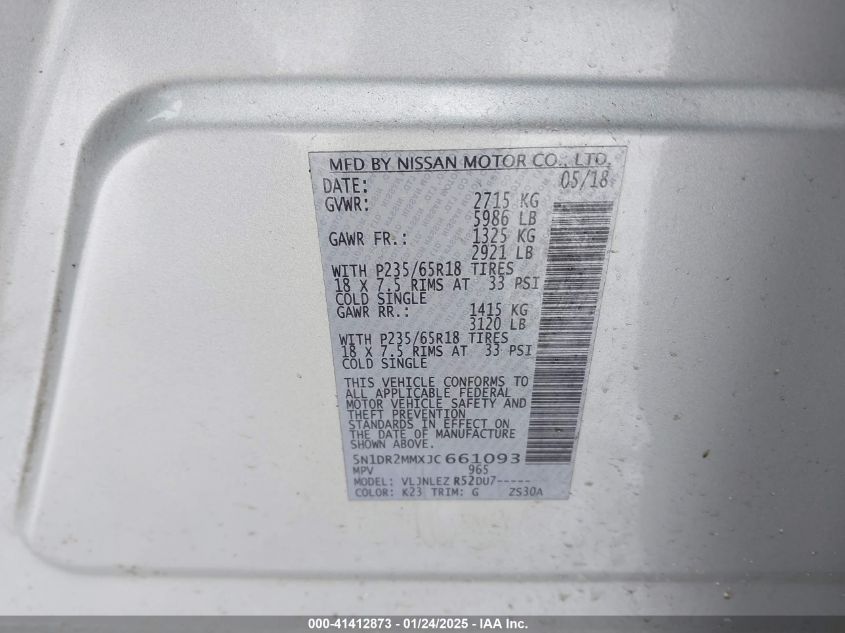 MFD BY NISSAN MOTOR CO., LTD.
DATE: 05/18
GVWR: 2715 KG
5986 LB
GAWR FR.: 1325 KG
2921 LB
WITH P235/65R18 TIRES
18 X 7.5 RIMS AT 33 PSI
COLD SINGLE
GAWR RR.: 1415 KG
3120 LB
WITH P235/65R18 TIRES
18 X 7.5 RIMS AT 33 PSI
COLD SINGLE
THIS VEHICLE CONFORMS TO
ALL APPLICABLE FEDERAL
MOTOR VEHICLE SAFETY AND
THEFT PREVENTION
STANDARDS IN EFFECT ON
THE DATE OF MANUFACTURE
SHOWN ABOVE.
5N1DR2MMXJC661093
MPV 965
MODEL: VLJNLEZ R52DU7-----
COLOR: K23 TRIM: G ZS30A
000-41412873 - 01/24/2025 - IAA Inc.